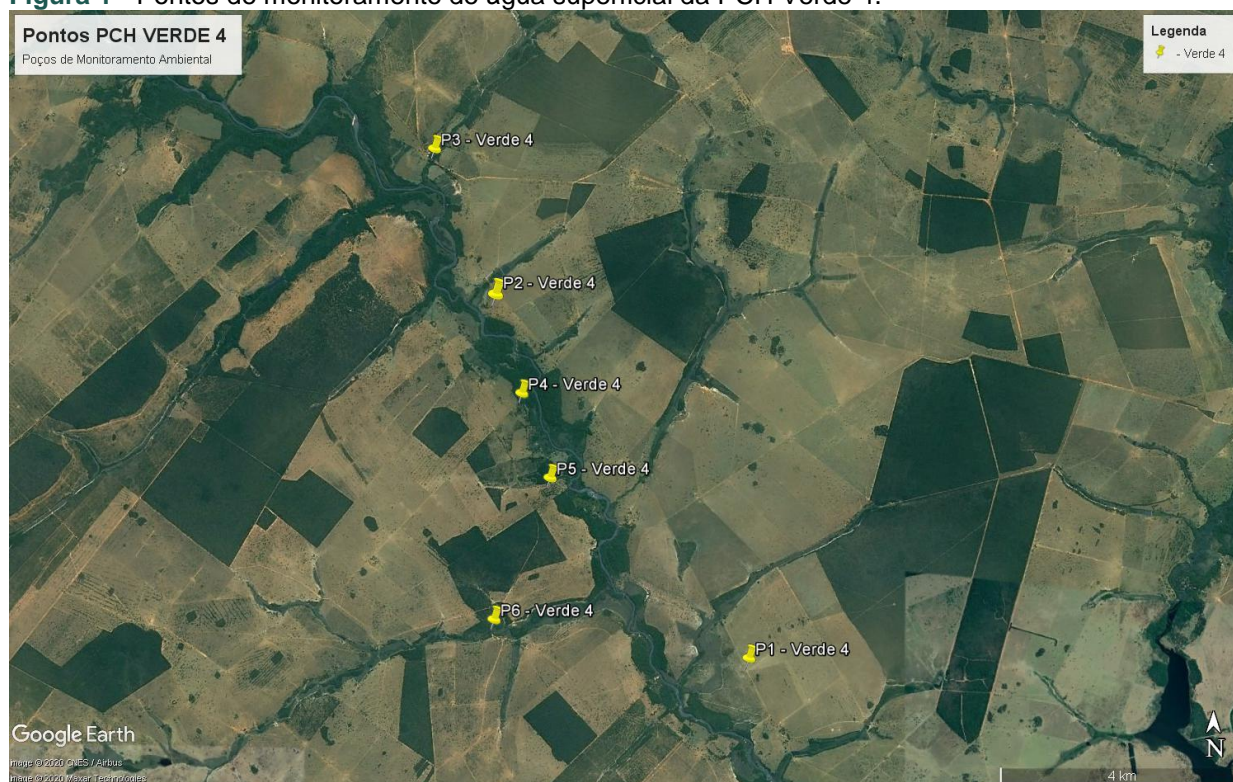 Figura 1 - Pontos de monitoramento de água superficial da PCH Verde 4.
Pontos PCH VERDE 4
Poços de Monitoramento Ambiental
Legenda
- Verde 4
P3 - Verde 4
P2 - Verde 4
P4 - Verde 4
P5 - Verde 4
P6 - Verde 4
P1 - Verde 4
Google Earth
Image © 2020 CNES / Airbus
Image © 2020 Maxar Technologies
N
4 km